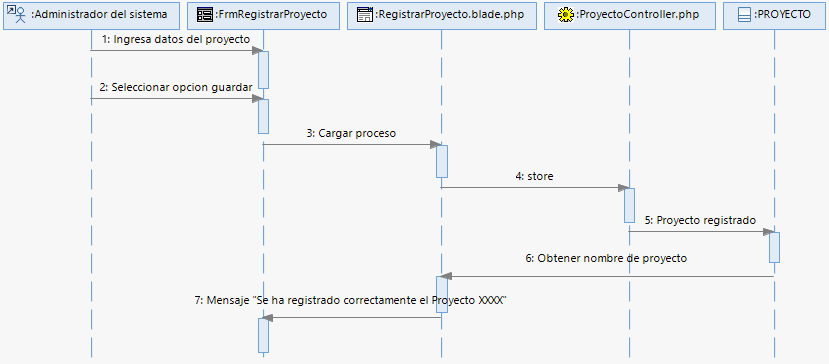 :Administrador del sistema
:FrmRegistrarProyecto
:RegistrarProyecto.blade.php
:ProyectoController.php
:PROYECTO
1: Ingresa datos del proyecto
2: Seleccionar opcion guardar
3: Cargar proceso
4: store
5: Proyecto registrado
6: Obtener nombre de proyecto
7: Mensaje "Se ha registrado correctamente el Proyecto XXXX"